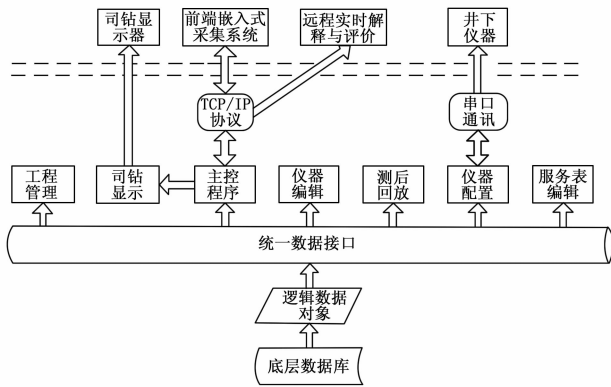 司钻显
示器
前端嵌入式
采集系统
远程实时解
释与评价
井下
仪器
TCP/IP
协议
串口
通讯
工程
管理
司钻
显示
主控
程序
仪器
编辑
测后
回放
仪器
配置
服务表
编辑
统一数据接口
逻辑数据
对象
底层数据库